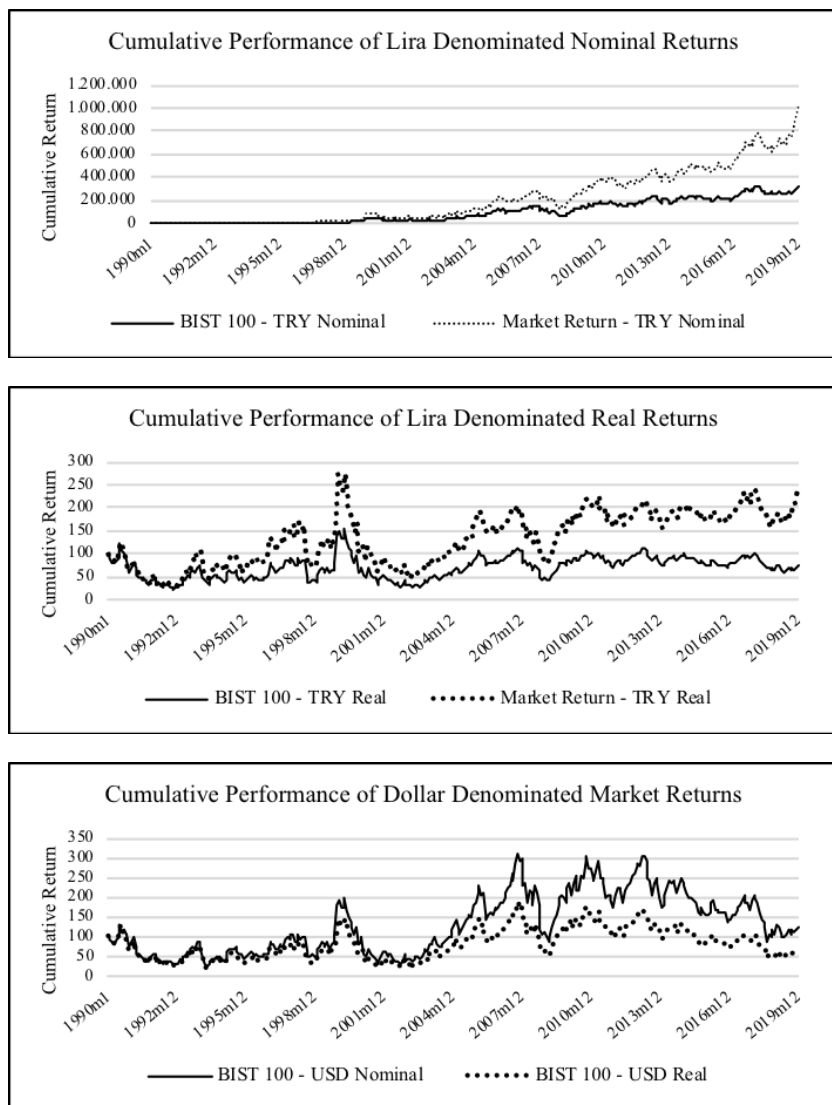 Cumulative Performance of Lira Denominated Nominal Returns
Cumulative Return
1.200.000
1.000.000
800.000
600.000
400.000
200.000
0
1990m1
1992m12
1995m12
1998m12
2001m12
2004m12
2007m12
2010m12
2013m12
2016m12
2019m12
BIST 100 - TRY Nominal
Market Return - TRY Nominal
Cumulative Performance of Lira Denominated Real Returns
Cumulative Return
300
250
200
150
100
50
0
1990m1
1992m12
1995m12
1998m12
2001m12
2004m12
2007m12
2010m12
2013m12
2016m12
2019m12
BIST 100 - TRY Real
Market Return - TRY Real
Cumulative Performance of Dollar Denominated Market Returns
Cumulative Return
350
300
250
200
150
100
50
0
1990m1
1992m12
1995m12
1998m12
2001m12
2004m12
2007m12
2010m12
2013m12
2016m12
2019m12
BIST 100 - USD Nominal
BIST 100 - USD Real